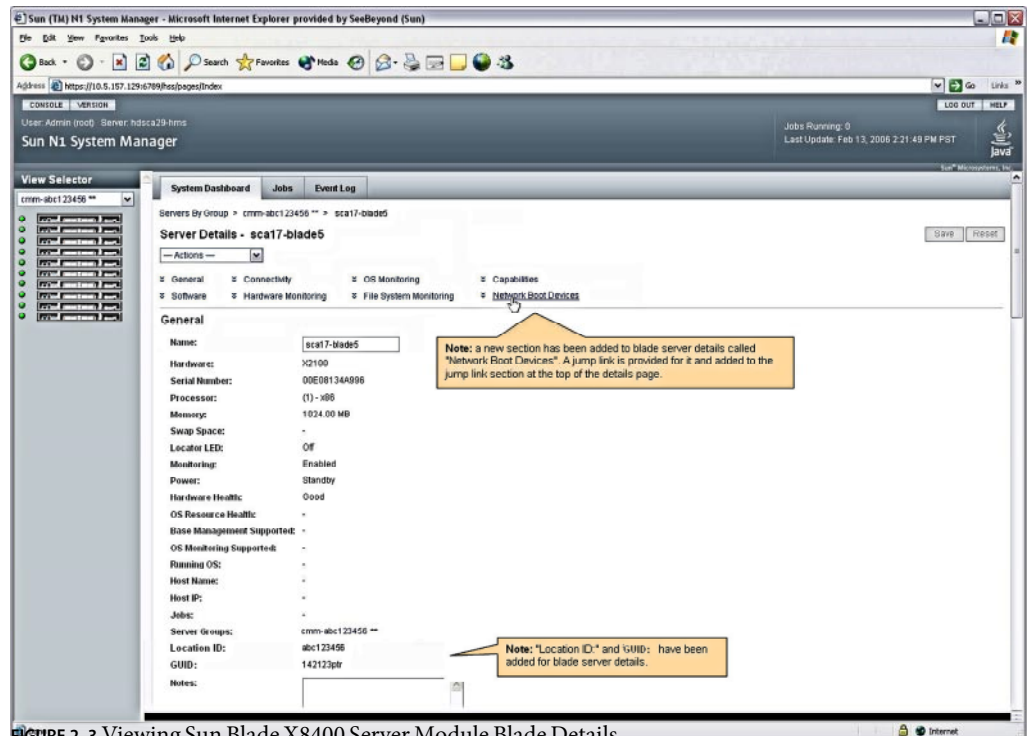 Sun (TM) N1 System Manager - Microsoft Internet Explorer provided by SeeBeyond (Sun)
File Edit View Favorites Tools Help
Back Search Favorites Media
Address https://10.5.157.129:6789/hss/pages/Index Go Links »
CONSOLE VERSION LOG OUT HELP
User: Admin (root) Server: hdsca29-hms
Jobs Running: 0
Sun N1 System Manager
Last Update: Feb 13, 2006 2:21:49 PM PST
Java
Sun™ Microsystems, Inc.
View Selector
cmm-abc123456 **
System Dashboard Jobs Event Log
Servers By Group > cmm-abc123456 ** > sca17-blade5
Server Details - sca17-blade5
Save Reset
— Actions —
General Connectivity OS Monitoring Capabilities
Software Hardware Monitoring File System Monitoring Network Boot Devices
General
Name: sca17-blade5
Note: a new section has been added to blade server details called
"Network Boot Devices". A jump link is provided for it and added to the
jump link section at the top of the details page.
Hardware: X2100
Serial Number: 00E08134A996
Processor: (1) - x86
Memory: 1024.00 MB
Swap Space: -
Locator LED: Off
Monitoring: Enabled
Power: Standby
Hardware Health: Good
OS Resource Health: -
Base Management Supported: -
OS Monitoring Supported: -
Running OS: -
Host Name: -
Host IP: -
Jobs: -
Server Groups: cmm-abc123456 **
Location ID: abc123456
GUID: 142123ptr
Note: "Location ID:" and GUID: have been
added for blade server details.
Notes:
Internet
FIGURE 2-3 Viewing Sun Blade X8400 Server Module Blade Details